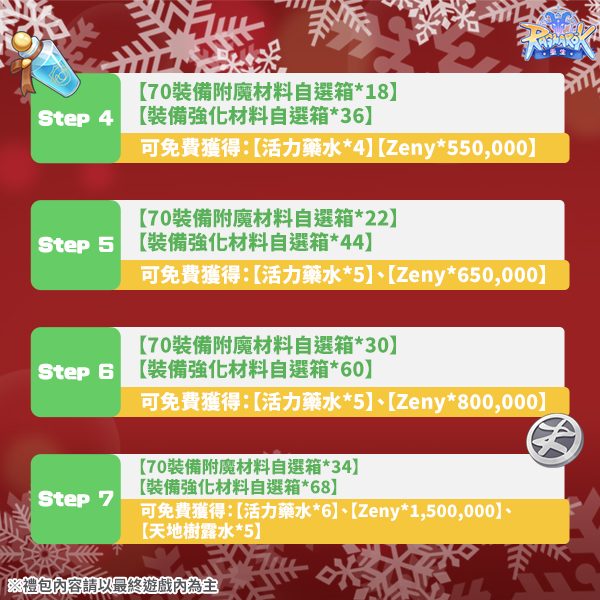 RAGNARÖK
Step 4
【70裝備附魔材料自選箱*18】
【裝備強化材料自選箱*36】
可免費獲得：【活力藥水*4】【Zeny*550,000】
Step 5
【70裝備附魔材料自選箱*22】
【裝備強化材料自選箱*44】
可免費獲得：【活力藥水*5】、【Zeny*650,000】
Step 6
【70裝備附魔材料自選箱*30】
【裝備強化材料自選箱*60】
可免費獲得：【活力藥水*5】、【Zeny*800,000】
Step 7
【70裝備附魔材料自選箱*34】
【裝備強化材料自選箱*68】
可免費獲得：【活力藥水*6】、【Zeny*1,500,000】、
【天地樹露水*5】
※禮包內容請以最終遊戲內為主